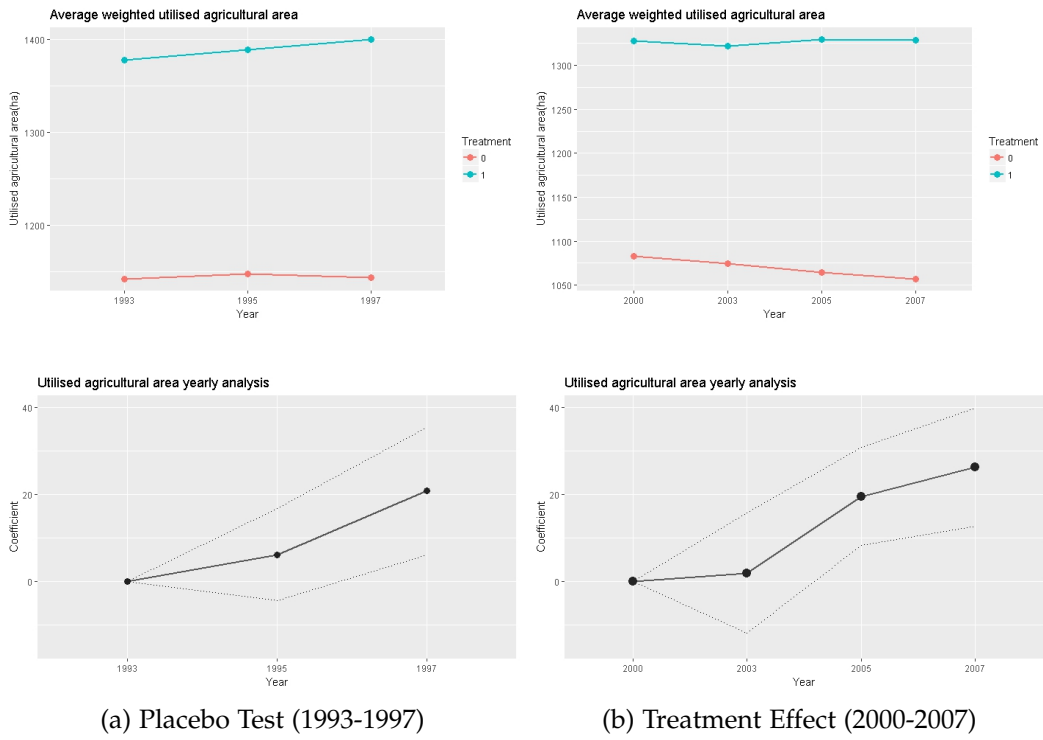 Average weighted utilised agricultural area
1400
1300
1200
Utilised agricultural area(ha)
1993
1995
1997
Year
Treatment
0
1
Average weighted utilised agricultural area
1300
1250
1200
1150
1100
1050
Utilised agricultural area(ha)
2000
2003
2005
2007
Year
Treatment
0
1
Utilised agricultural area yearly analysis
40
20
0
Coefficient
1993
1995
1997
Year
(a) Placebo Test (1993-1997)
Utilised agricultural area yearly analysis
40
20
0
Coefficient
2000
2003
2005
2007
Year
(b) Treatment Effect (2000-2007)